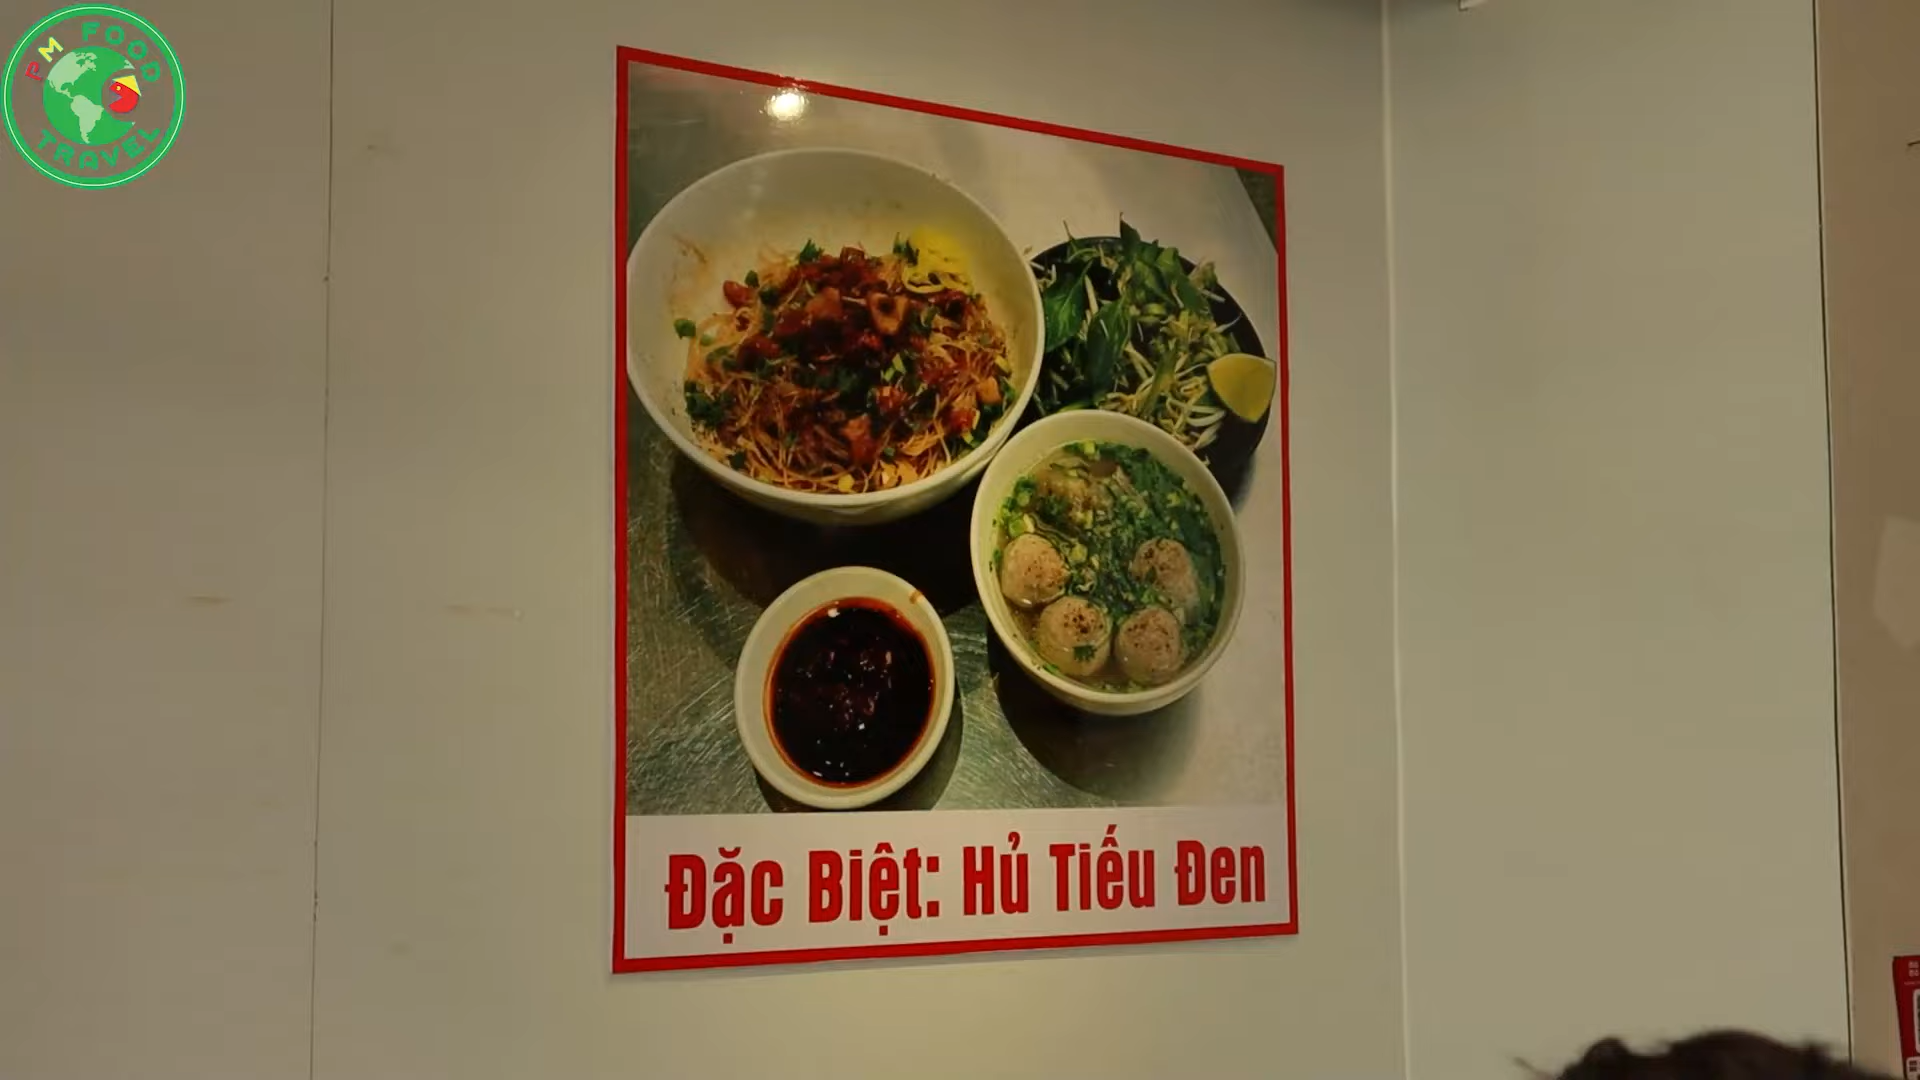 PM FOOD
TRAVEL
Đặc Biệt: Hủ Tiếu Đen